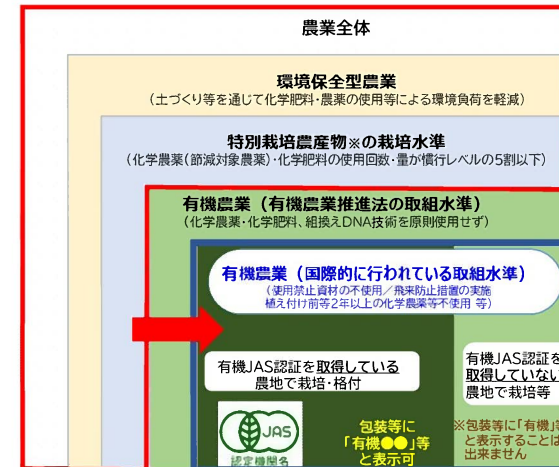 農業全体
環境保全型農業
（土づくり等を通じて化学肥料・農薬の使用等による環境負荷を軽減）
特別栽培農産物※の栽培水準
（化学農薬（節減対象農薬）・化学肥料の使用回数・量が慣行レベルの5割以下）
有機農業（有機農業推進法の取組水準）
（化学農薬・化学肥料、組換えDNA技術を原則使用せず）
有機農業（国際的に行われている取組水準）
（使用禁止資材の不使用／飛来防止措置の実施
植え付け前等2年以上の化学農薬等不使用 等）
有機JAS認証を取得している
農地で栽培・格付
有機JAS認証を
取得していない
農地で栽培等
JAS
認定機関名
包装等に
「有機●●」等
と表示可
※包装等に「有機」等
と表示することは
出来ません